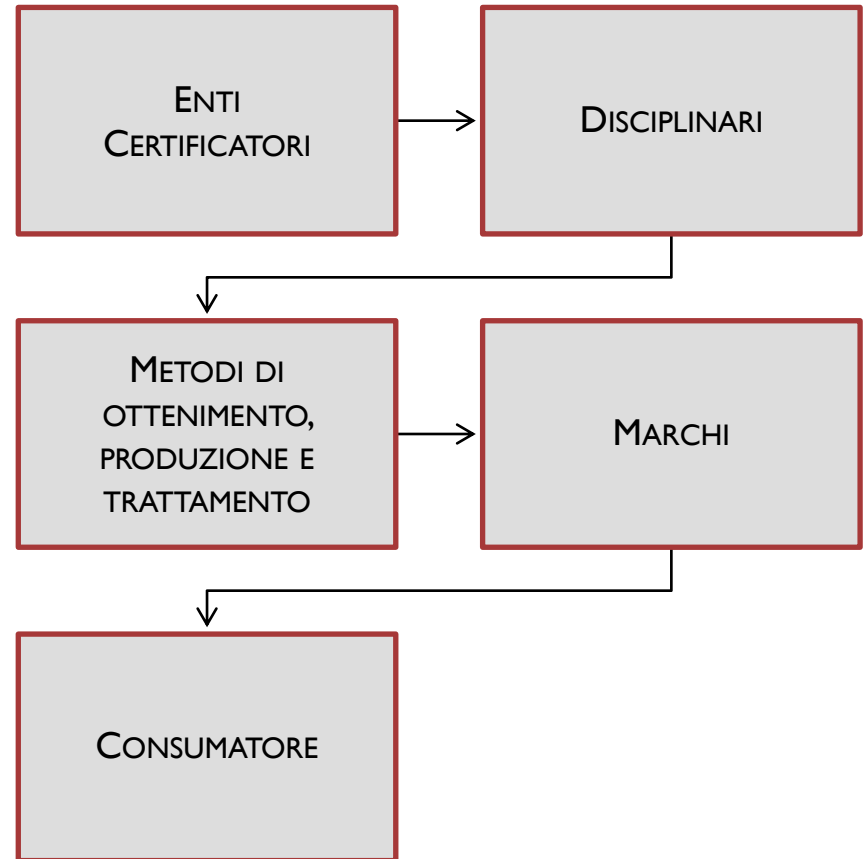 Enti
Certificatori
Disciplinari
Metodi di
ottenimento,
produzione e
trattamento
Marchi
Consumatore